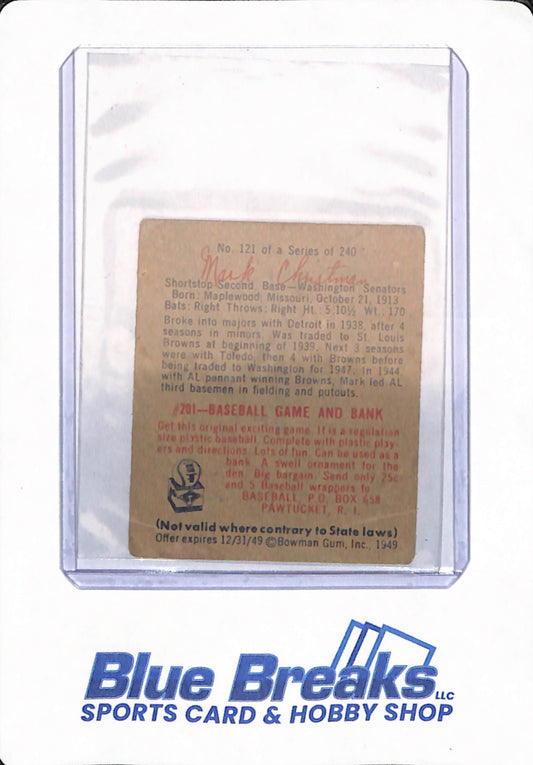 No. 121 of a Series of 240
Mark Christman
Shortstop-Second Base—Washington Senators
Born: Maplewood, Missouri, October 21, 1913
Bats: Right Throws: Right Ht.: 5:10½ Wt.: 170
Broke into majors with Detroit in 1938, after 4
seasons in minors. Was traded to St. Louis
Browns at beginning of 1939. Next 3 seasons
were with Toledo, then 4 with Browns before
being traded to Washington for 1947. In 1944,
with AL pennant winning Browns, Mark led AL
third basemen in fielding and putouts.
#201—BASEBALL GAME AND BANK
Get this original exciting game. It is a regulation
size plastic baseball. Complete with plastic play-
ers and directions. Lots of fun. Can be used as a
bank. A swell ornament for the
den. Big bargain. Send only 25c
and 5 Baseball wrappers to
BASEBALL, P.O. BOX 658
PAWTUCKET, R. I.
(Not valid where contrary to State laws)
Offer expires 12/31/49 ©Bowman Gum, Inc., 1949
Blue Breaks LLC
SPORTS CARD & HOBBY SHOP